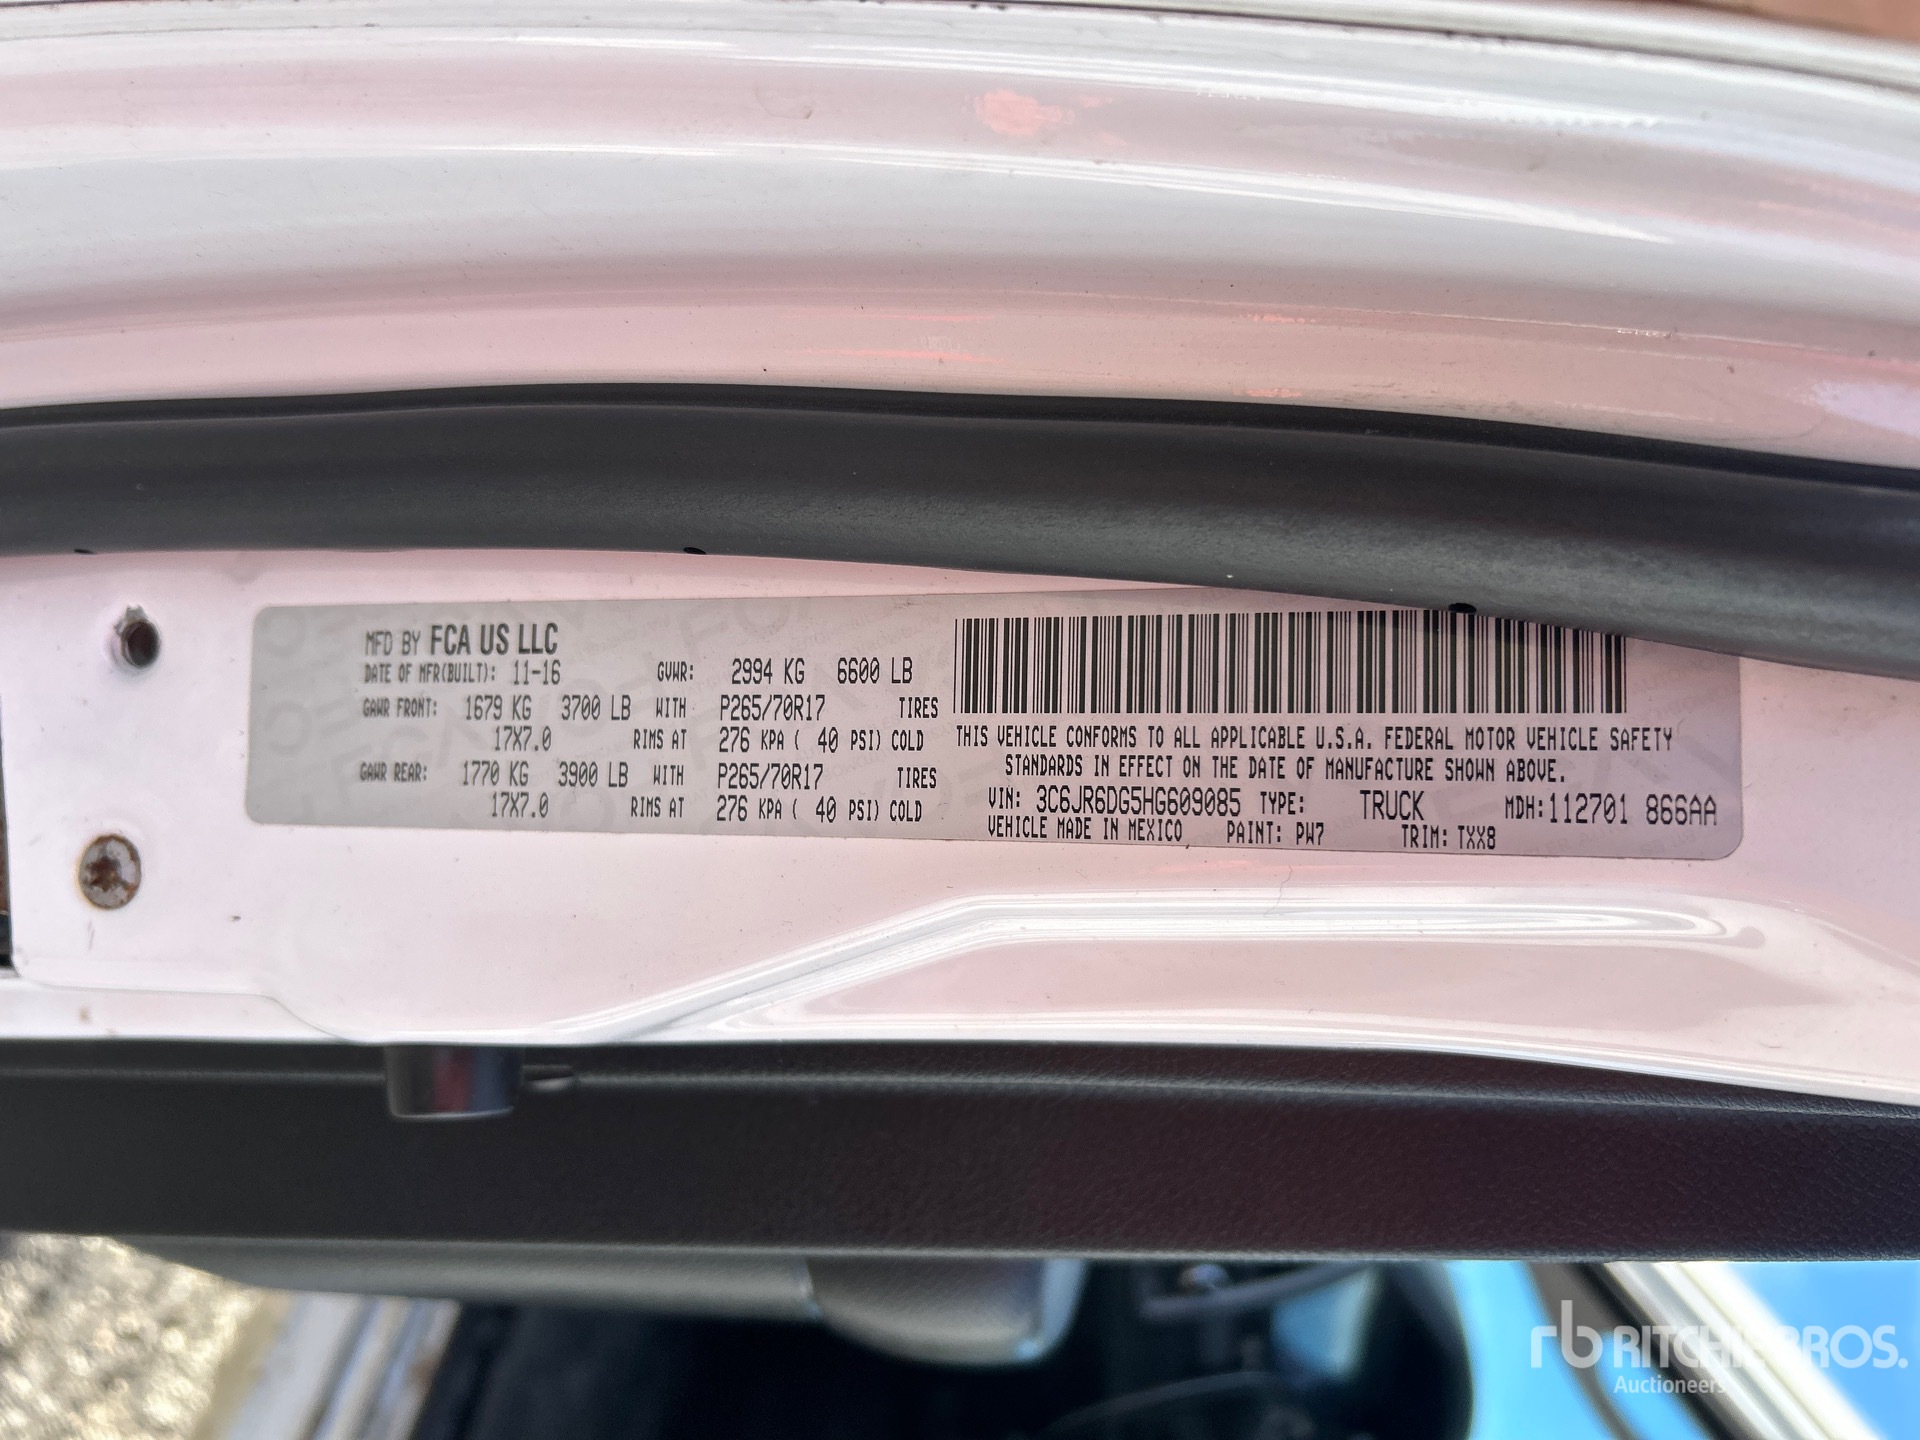 MFD BY FCA US LLC
DATE OF MFR(BUILT): 11-16 GVWR: 2994 KG 6600 LB
GAWR FRONT: 1679 KG 3700 LB WITH P265/70R17 TIRES
17X7.0 RIMS AT 276 KPA ( 40 PSI) COLD
GAWR REAR: 1770 KG 3900 LB WITH P265/70R17 TIRES
17X7.0 RIMS AT 276 KPA ( 40 PSI) COLD
THIS VEHICLE CONFORMS TO ALL APPLICABLE U.S.A. FEDERAL MOTOR VEHICLE SAFETY
STANDARDS IN EFFECT ON THE DATE OF MANUFACTURE SHOWN ABOVE.
VIN: 3C6JR6DG5HG609085 TYPE: TRUCK MDH:112701 866AA
VEHICLE MADE IN MEXICO PAINT: PW7 TRIM: TXX8
rb RITCHIE BROS.
Auctioneers